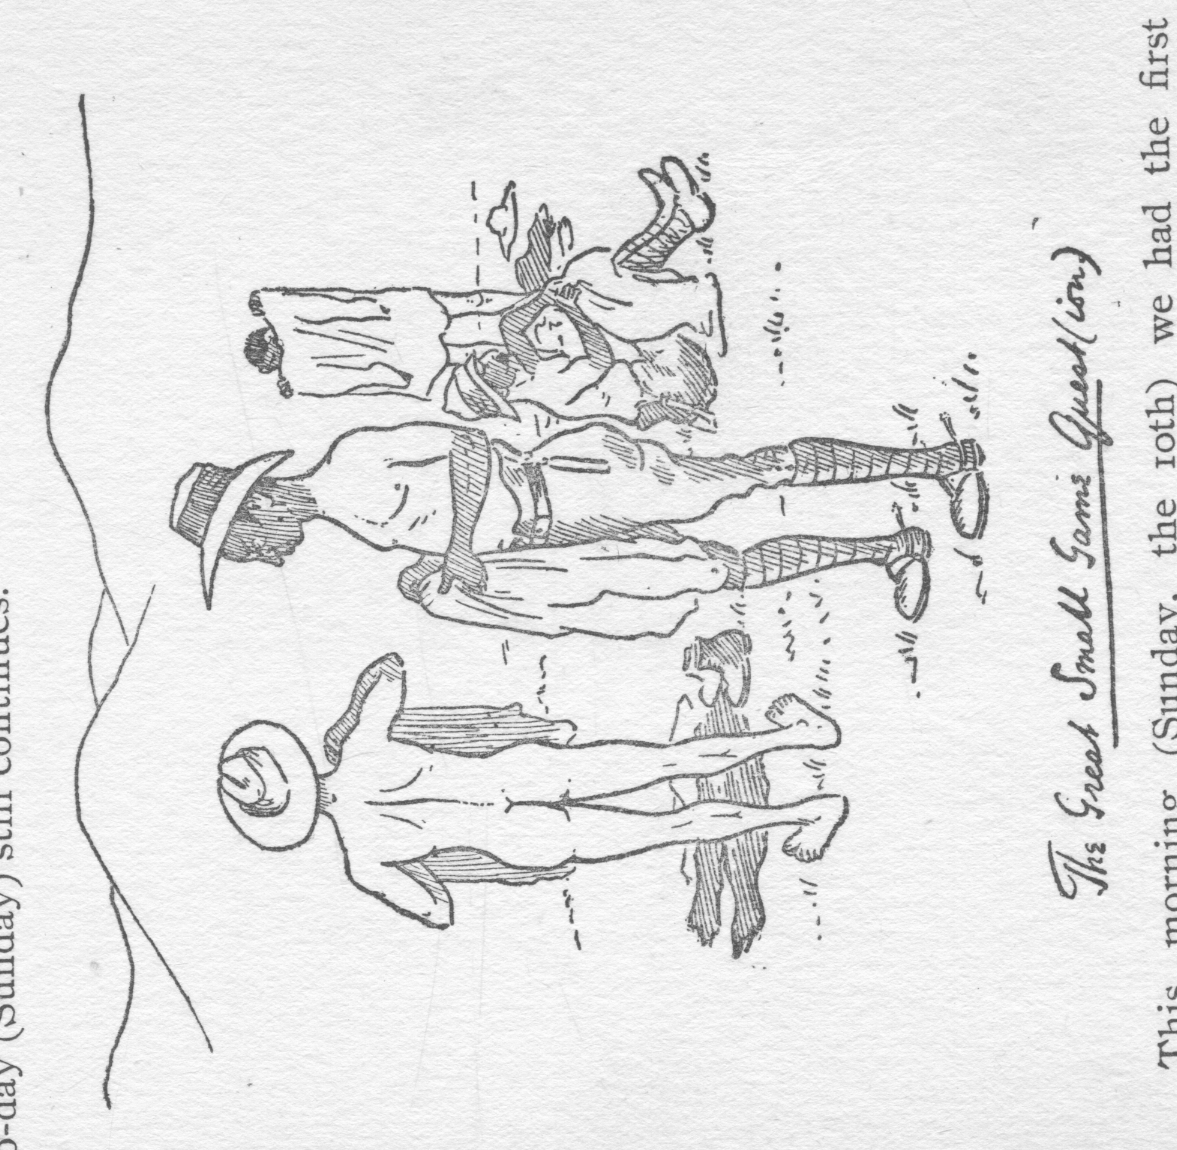 o-day (Sunday) still continues.
The Great Small Game Quest(ion)
This morning (Sunday, the 10th) we had the first